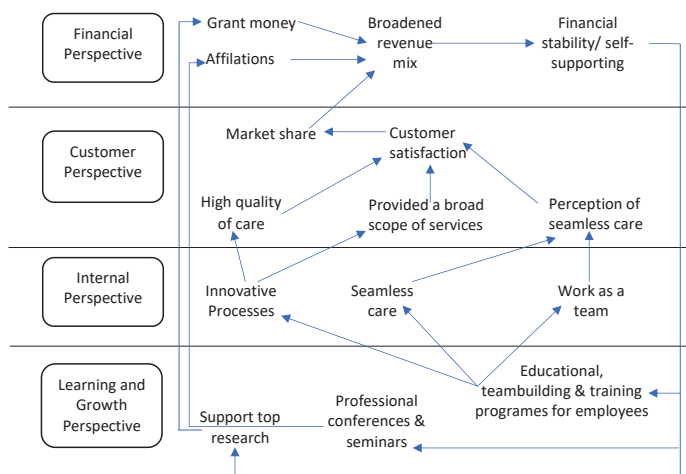 Financial
Perspective
Grant money
Affilations
Broadened
revenue
mix
Financial
stability/ self-
supporting
Customer
Perspective
Market share
Customer
satisfaction
High quality
of care
Provided a broad
scope of services
Perception of
seamless care
Internal
Perspective
Innovative
Processes
Seamless
care
Work as a
team
Learning and
Growth
Perspective
Support top
research
Professional
conferences &
seminars
Educational,
teambuilding & training
programes for employees